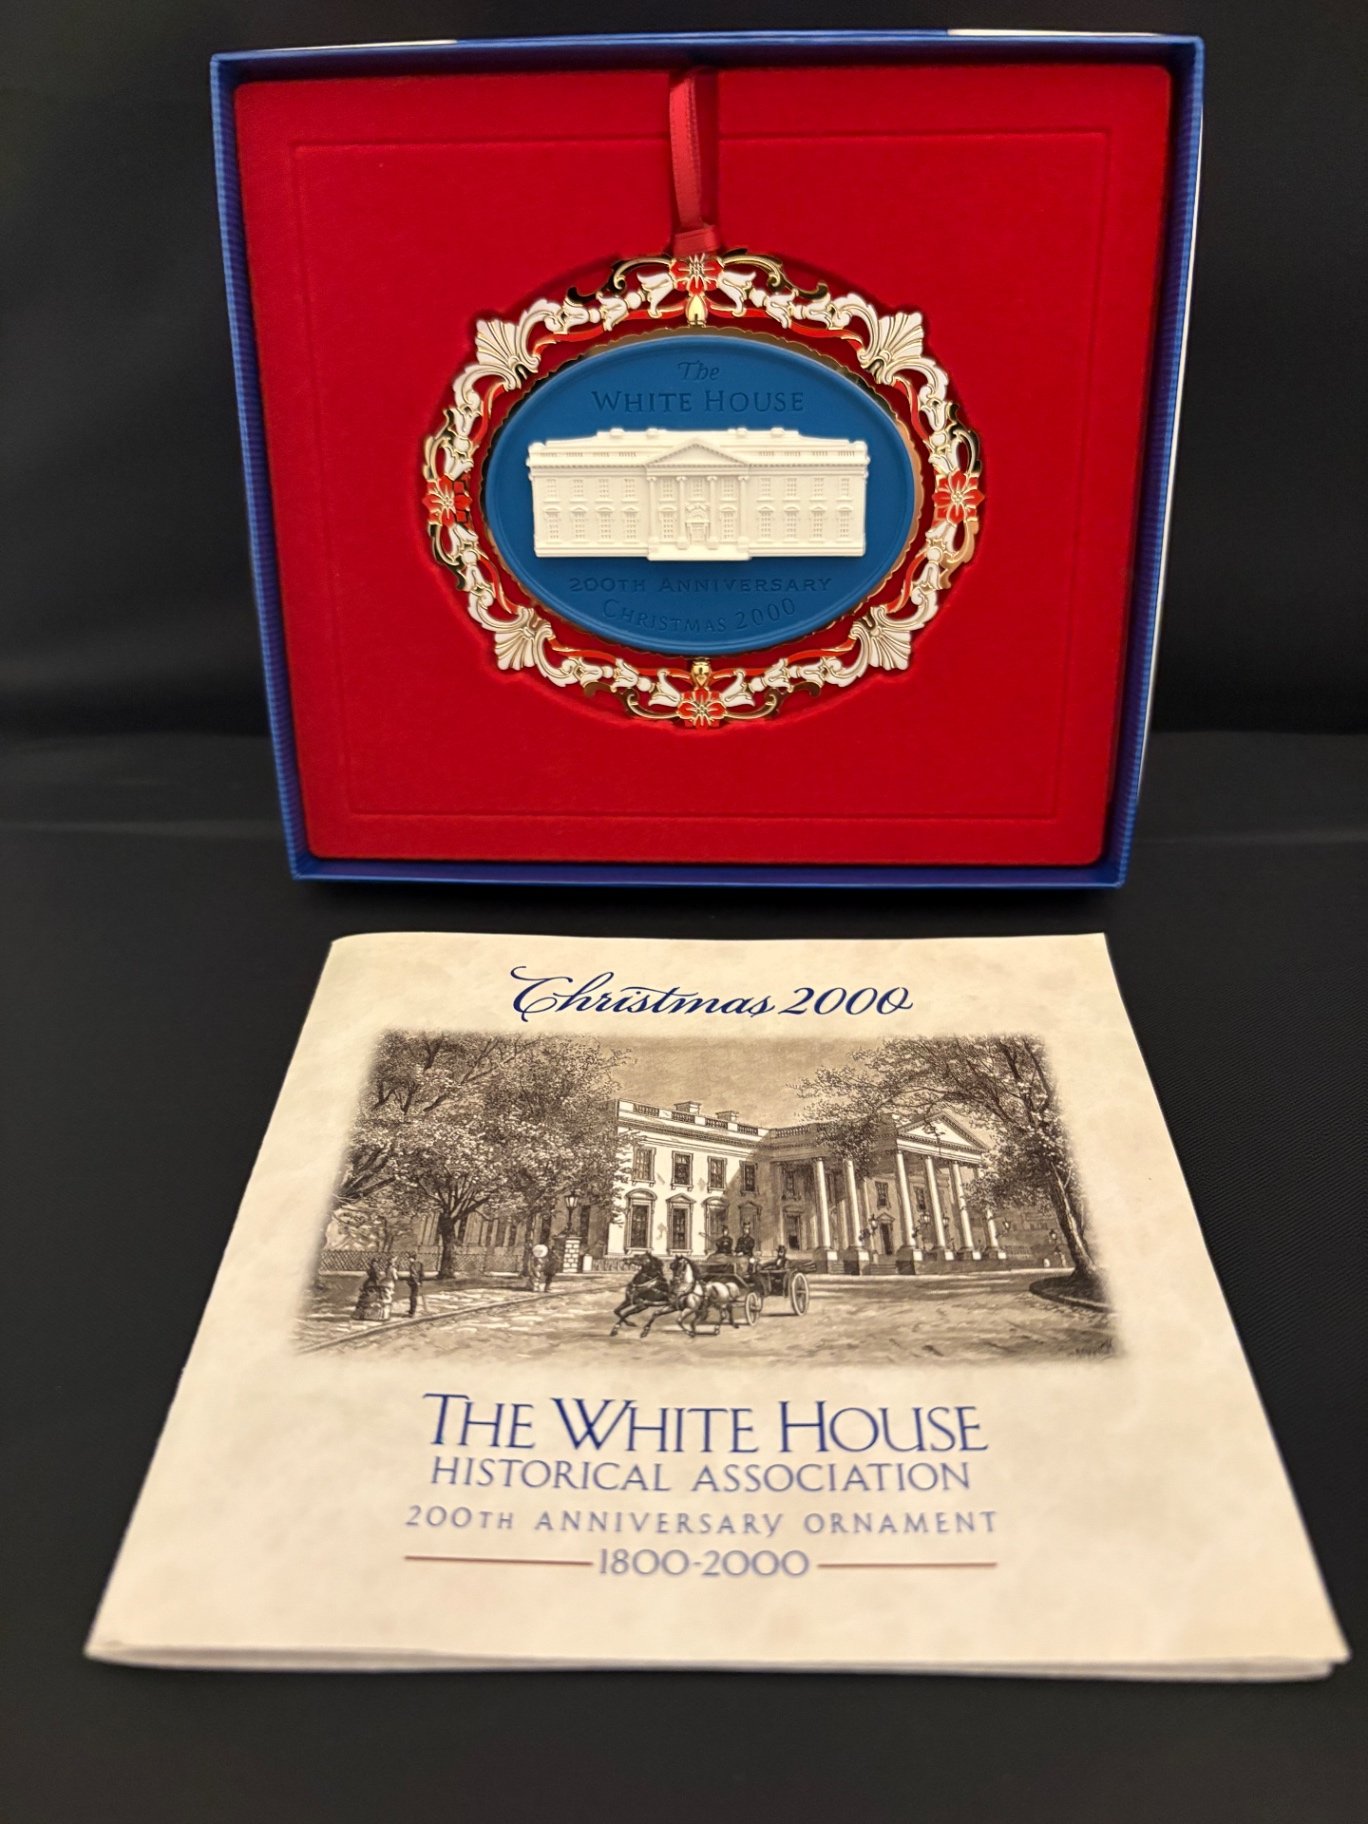 The
WHITE HOUSE
200TH ANNIVERSARY
CHRISTMAS 2000
Christmas 2000
THE WHITE HOUSE
HISTORICAL ASSOCIATION
200TH ANNIVERSARY ORNAMENT
1800-2000